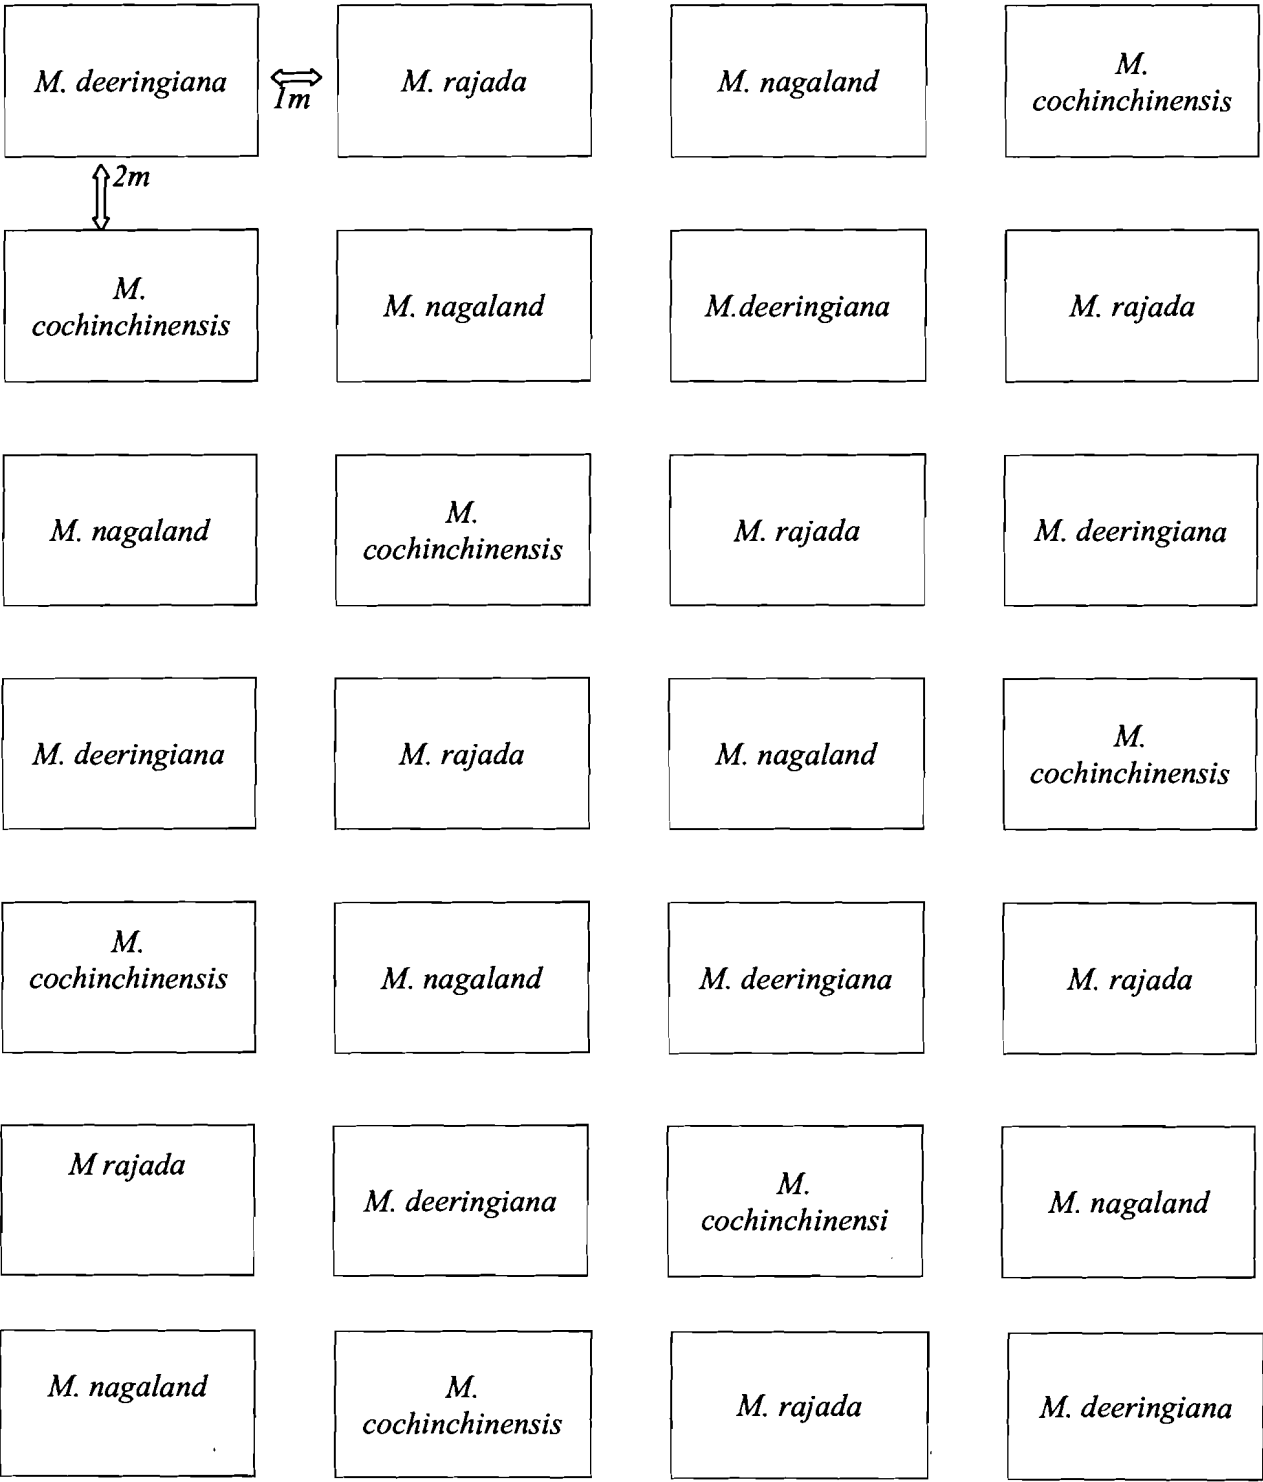 M. deeringiana
1m
M. rajada
M. nagaland
M.
cochinchinensis
2m
M.
cochinchinensis
M. nagaland
M.deeringiana
M. rajada
M. nagaland
M.
cochinchinensis
M. rajada
M. deeringiana
M. deeringiana
M. rajada
M. nagaland
M.
cochinchinensis
M.
cochinchinensis
M. nagaland
M. deeringiana
M. rajada
M rajada
M. deeringiana
M.
cochinchinensi
M. nagaland
M. nagaland
M.
cochinchinensis
M. rajada
M. deeringiana